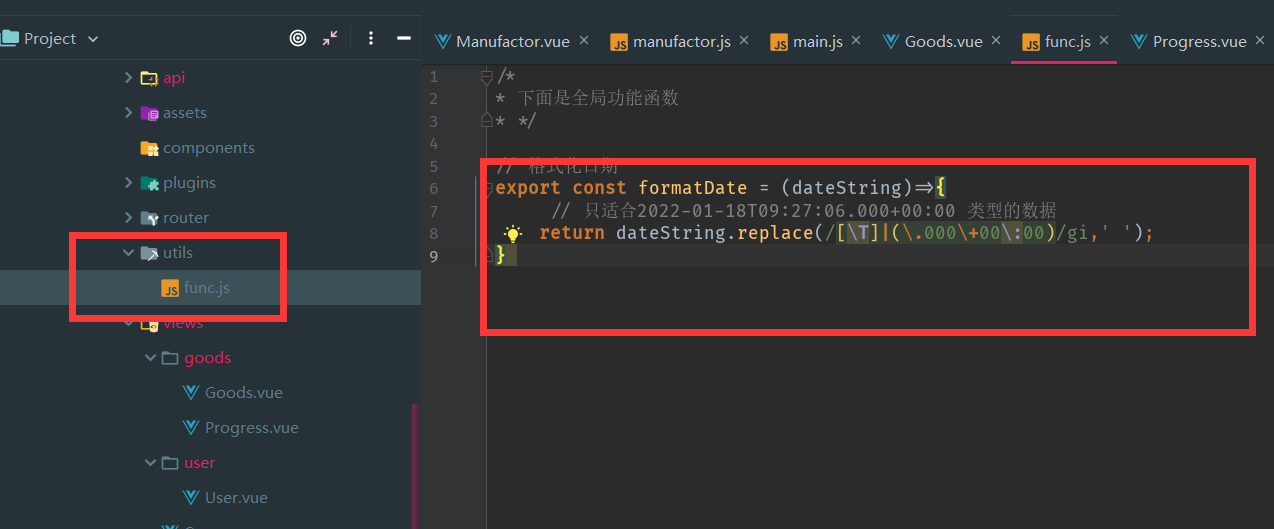 Project
Manufactor.vue
manufactor.js
main.js
Goods.vue
func.js
Progress.vue
api
assets
components
plugins
router
utils
func.js
views
goods
Goods.vue
Progress.vue
user
User.vue
1 /*
2 * 下面是全局功能函数
3 * */
4
5 // 格式化日期
6 export const formatDate = (dateString)=>{
7 // 只适合2022-01-18T09:27:06.000+00:00 类型的数据
8 return dateString.replace(/[\T]|(\.000\+00\:00)/gi,' ');
9 }